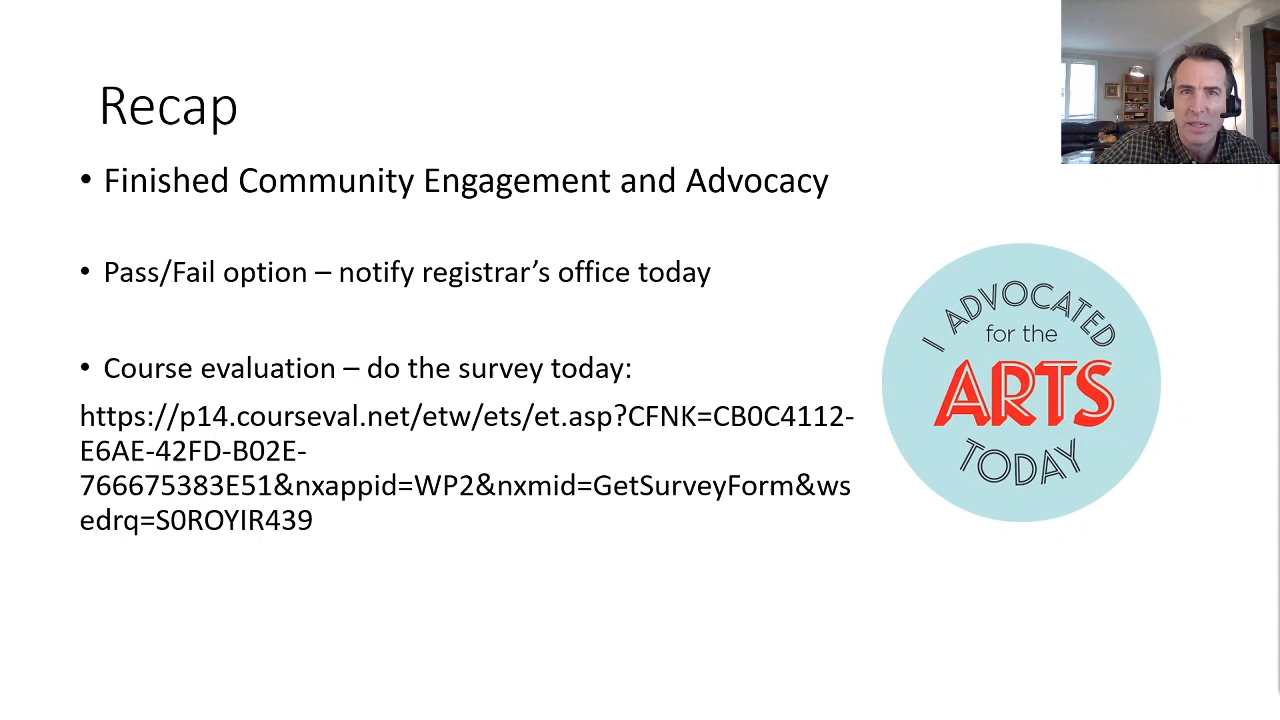 Recap
• Finished Community Engagement and Advocacy
• Pass/Fail option – notify registrar’s office today
• Course evaluation – do the survey today:
https://p14.courseval.net/etw/ets/et.asp?CFNK=CB0C4112-
E6AE-42FD-B02E-
766675383E51&nxappid=WP2&nxmid=GetSurveyForm&ws
edrq=S0ROYIR439
I ADVOCATED
for the
ARTS
TODAY